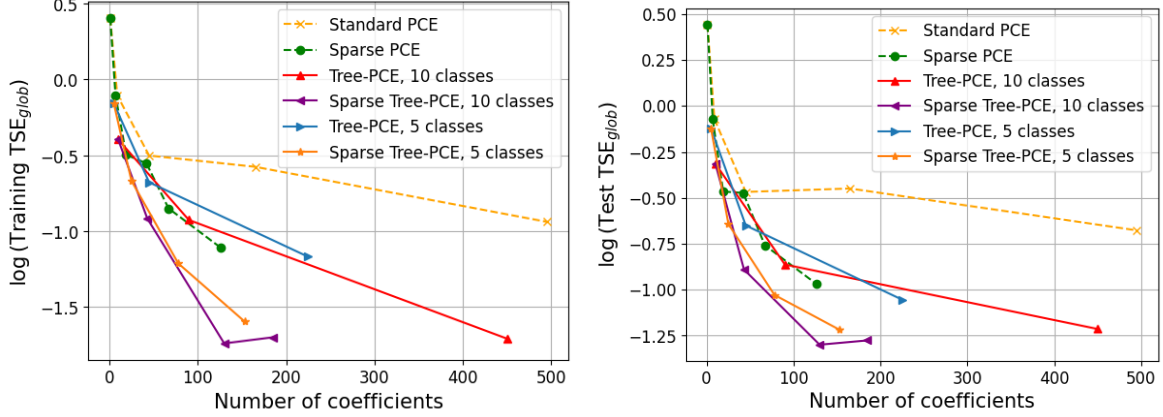 0.5
0.0
−0.5
−1.0
−1.5
log (Training TSE_glob)
0
100
200
300
400
500
Number of coefficients
Standard PCE
Sparse PCE
Tree-PCE, 10 classes
Sparse Tree-PCE, 10 classes
Tree-PCE, 5 classes
Sparse Tree-PCE, 5 classes
0.50
0.25
0.00
−0.25
−0.50
−0.75
−1.00
−1.25
log (Test TSE_glob)
0
100
200
300
400
500
Number of coefficients
Standard PCE
Sparse PCE
Tree-PCE, 10 classes
Sparse Tree-PCE, 10 classes
Tree-PCE, 5 classes
Sparse Tree-PCE, 5 classes